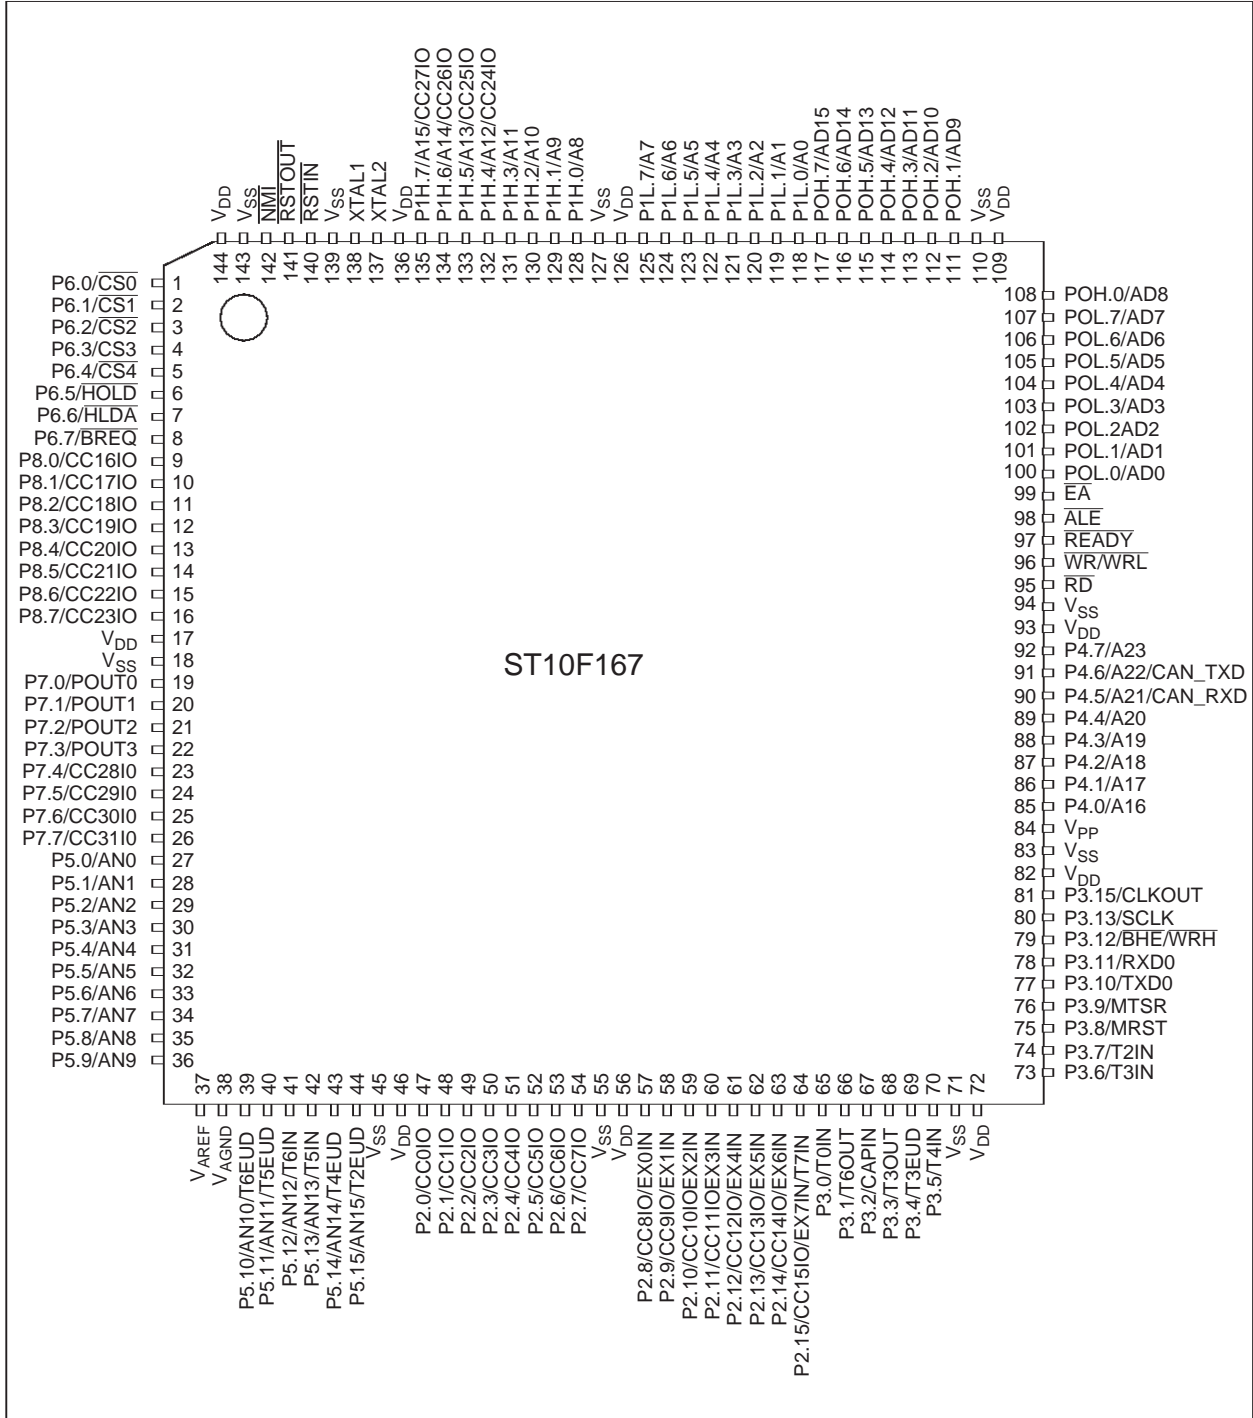 P1H.7/A15/CC27IO
P1H.6/A14/CC26IO
P1H.5/A13/CC25IO
P1H.4/A12/CC24IO
VDD
VSS
NMI
RSTOUT
RSTIN
VSS
XTAL1
XTAL2
VDD
P1H.3/A11
P1H.2/A10
P1H.1/A9
P1H.0/A8
VSS
VDD
P1L.7/A7
P1L.6/A6
P1L.5/A5
P1L.4/A4
P1L.3/A3
P1L.2/A2
P1L.1/A1
P1L.0/A0
POH.7/AD15
POH.6/AD14
POH.5/AD13
POH.4/AD12
POH.3/AD11
POH.2/AD10
POH.1/AD9
VSS
VDD
144
143
142
141
140
139
138
137
136
135
134
133
132
131
130
129
128
127
126
125
124
123
122
121
120
119
118
117
116
115
114
113
112
111
110
109
P6.0/CS0 1
P6.1/CS1 2
P6.2/CS2 3
P6.3/CS3 4
P6.4/CS4 5
P6.5/HOLD 6
P6.6/HLDA 7
P6.7/BREQ 8
P8.0/CC16IO 9
P8.1/CC17IO 10
P8.2/CC18IO 11
P8.3/CC19IO 12
P8.4/CC20IO 13
P8.5/CC21IO 14
P8.6/CC22IO 15
P8.7/CC23IO 16
VDD 17
VSS 18
P7.0/POUT0 19
P7.1/POUT1 20
P7.2/POUT2 21
P7.3/POUT3 22
P7.4/CC28I0 23
P7.5/CC29I0 24
P7.6/CC30I0 25
P7.7/CC31I0 26
P5.0/AN0 27
P5.1/AN1 28
P5.2/AN2 29
P5.3/AN3 30
P5.4/AN4 31
P5.5/AN5 32
P5.6/AN6 33
P5.7/AN7 34
P5.8/AN8 35
P5.9/AN9 36
ST10F167
108 POH.0/AD8
107 POL.7/AD7
106 POL.6/AD6
105 POL.5/AD5
104 POL.4/AD4
103 POL.3/AD3
102 POL.2AD2
101 POL.1/AD1
100 POL.0/AD0
99 EA
98 ALE
97 READY
96 WR/WRL
95 RD
94 VSS
93 VDD
92 P4.7/A23
91 P4.6/A22/CAN_TXD
90 P4.5/A21/CAN_RXD
89 P4.4/A20
88 P4.3/A19
87 P4.2/A18
86 P4.1/A17
85 P4.0/A16
84 VPP
83 VSS
82 VDD
81 P3.15/CLKOUT
80 P3.13/SCLK
79 P3.12/BHE/WRH
78 P3.11/RXD0
77 P3.10/TXD0
76 P3.9/MTSR
75 P3.8/MRST
74 P3.7/T2IN
73 P3.6/T3IN
37
38
39
40
41
42
43
44
45
46
47
48
49
50
51
52
53
54
55
56
57
58
59
60
61
62
63
64
65
66
67
68
69
70
71
72
VAREF
VAGND
P5.10/AN10/T6EUD
P5.11/AN11/T5EUD
P5.12/AN12/T6IN
P5.13/AN13/T5IN
P5.14/AN14/T4EUD
P5.15/AN15/T2EUD
VSS
VDD
P2.0/CC0IO
P2.1/CC1IO
P2.2/CC2IO
P2.3/CC3IO
P2.4/CC4IO
P2.5/CC5IO
P2.6/CC6IO
P2.7/CC7IO
VSS
VDD
P2.8/CC8IO/EX0IN
P2.9/CC9IO/EX1IN
P2.10/CC10IOEX2IN
P2.11/CC11IOEX3IN
P2.12/CC12IO/EX4IN
P2.13/CC13IO/EX5IN
P2.14/CC14IO/EX6IN
P2.15/CC15IO/EX7IN/T7IN
P3.0/T0IN
P3.1/T6OUT
P3.2/CAPIN
P3.3/T3OUT
P3.4/T3EUD
P3.5/T4IN
VSS
VDD